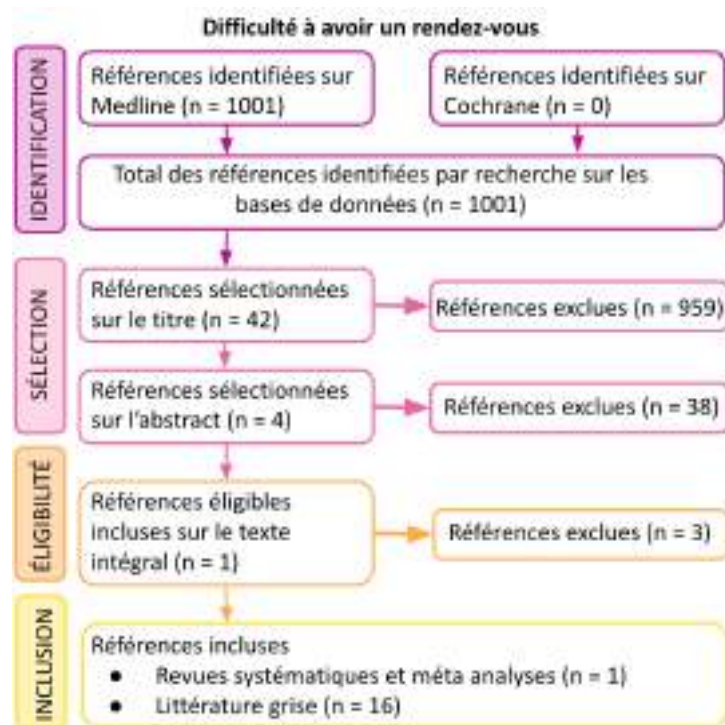 Difficulté à avoir un rendez-vous
IDENTIFICATION
Références identifiées sur
Medline (n = 1001)
Références identifiées sur
Cochrane (n = 0)
Total des références identifiées par recherche sur les
bases de données (n = 1001)
SÉLECTION
Références sélectionnées
sur le titre (n = 42)
Références exclues (n = 959)
Références sélectionnées
sur l'abstract (n = 4)
Références exclues (n = 38)
ÉLIGIBILITÉ
Références éligibles
incluses sur le texte
intégral (n = 1)
Références exclues (n = 3)
INCLUSION
Références incluses
● Revues systématiques et méta analyses (n = 1)
● Littérature grise (n = 16)